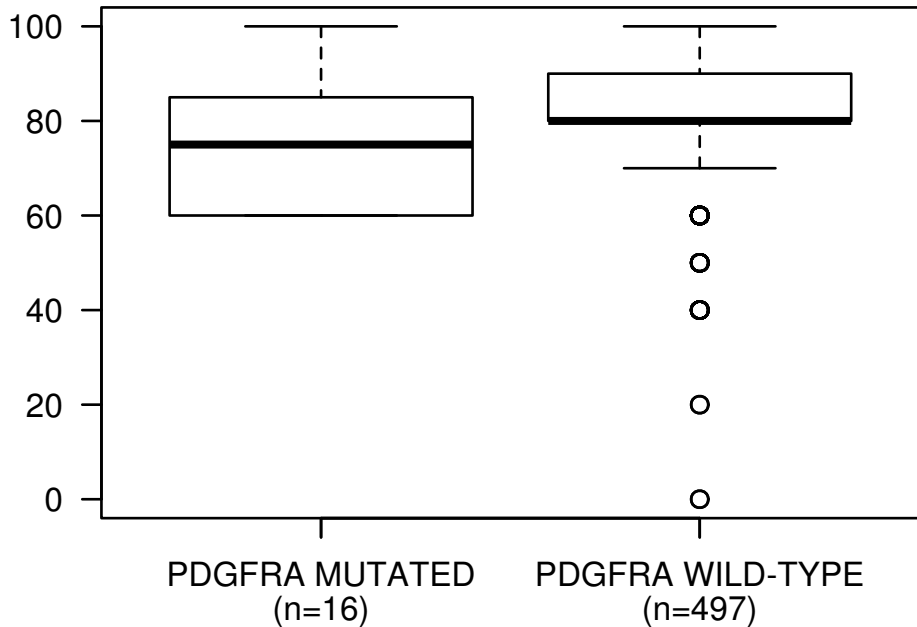 100
80
60
40
20
0
PDGFRA MUTATED
(n=16)
PDGFRA WILD-TYPE
(n=497)